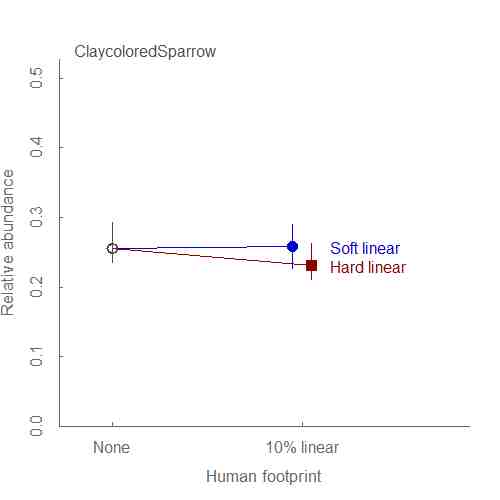 ClaycoloredSparrow
Relative abundance
0.5
0.4
0.3
0.2
0.1
0.0
Soft linear
Hard linear
None
10% linear
Human footprint